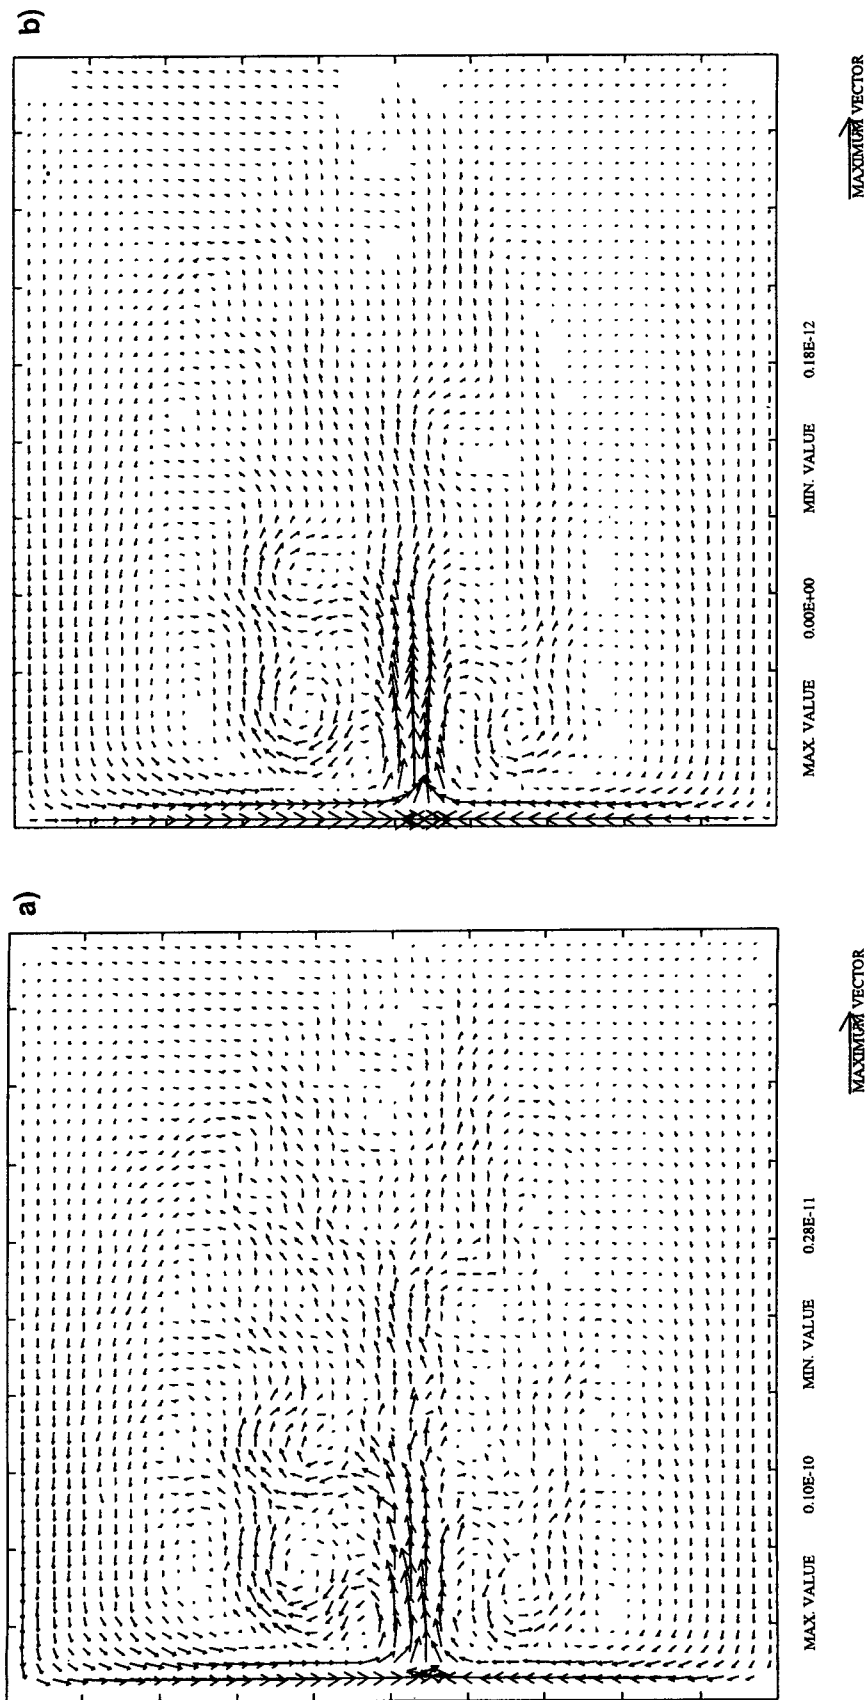 a)
MAX. VALUE 0.10E-10 MIN. VALUE 0.28E-11
MAXIMUM VECTOR
b)
MAX. VALUE 0.00E+00 MIN. VALUE 0.18E-12
MAXIMUM VECTOR